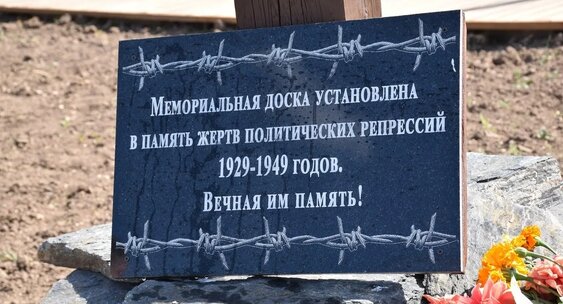 Мемориальная доска установлена
в память жертв политических репрессий
1929-1949 годов.
Вечная им память!